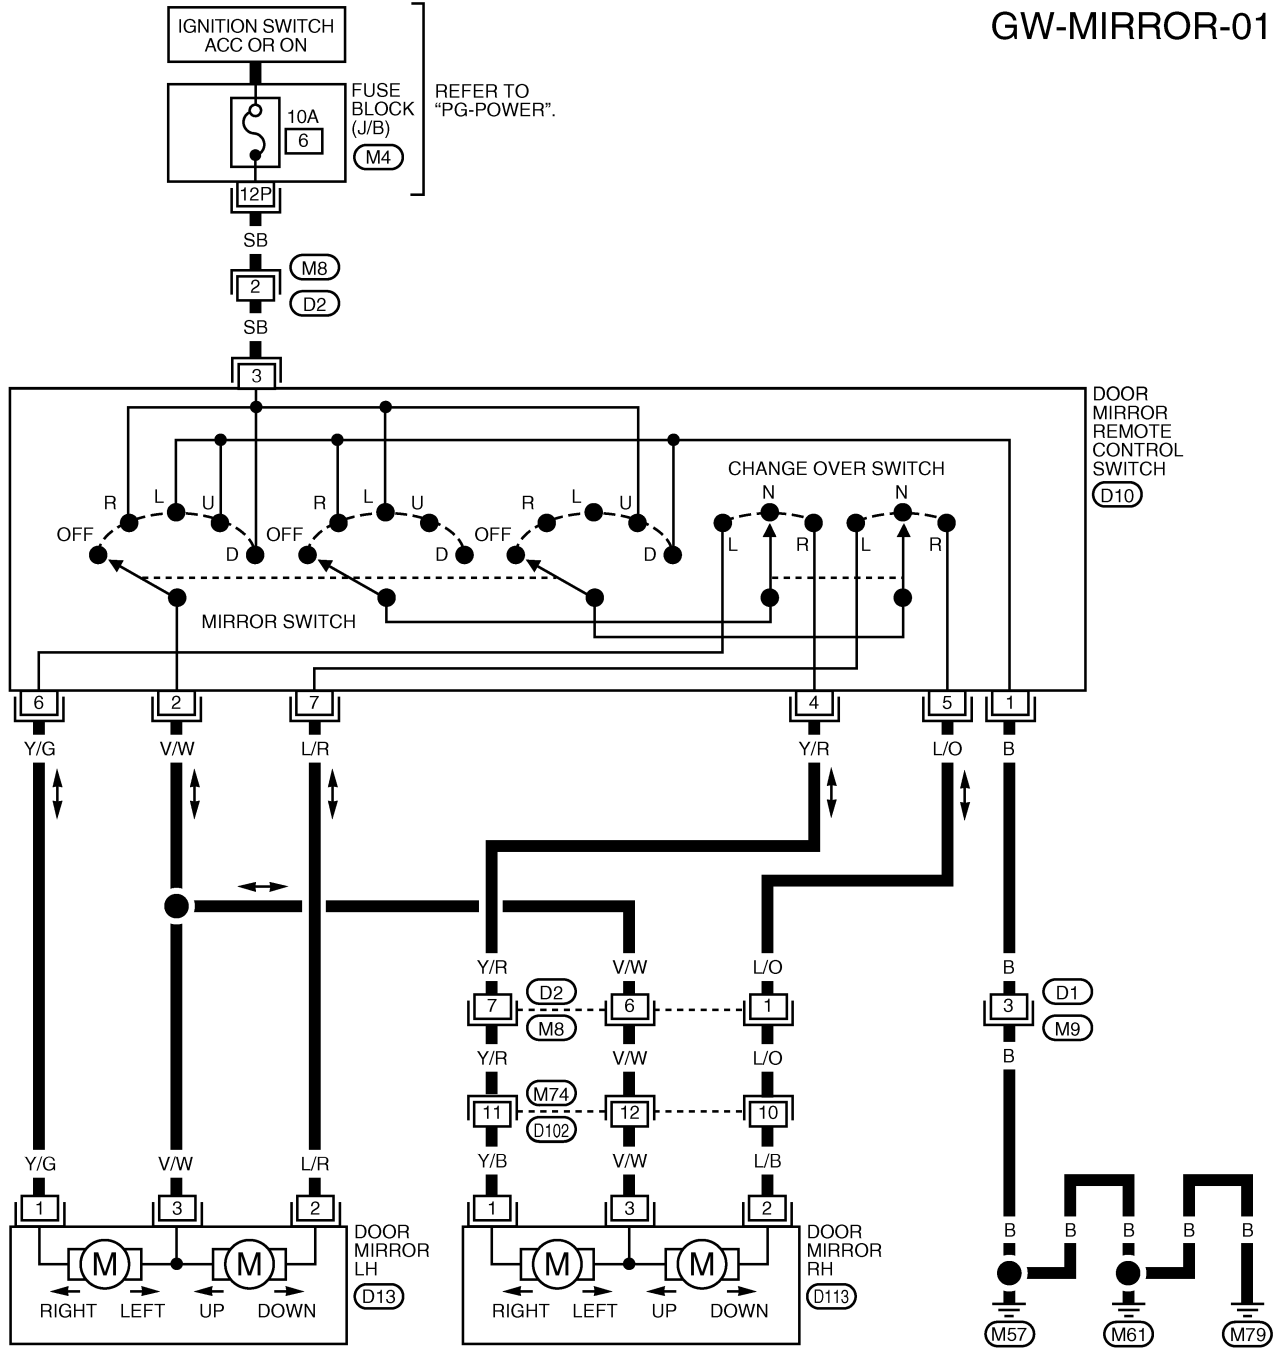 GW-MIRROR-01
IGNITION SWITCH
ACC OR ON
FUSE
BLOCK
(J/B)
M4
REFER TO
“PG-POWER”.
10A
6
12P
SB
M8
2
D2
SB
3
DOOR
MIRROR
REMOTE
CONTROL
SWITCH
D10
CHANGE OVER SWITCH
OFF R L U D
OFF R L U D
OFF R L U D
L N R
L N R
MIRROR SWITCH
6 2 7 4 5 1
Y/G V/W L/R Y/R L/O B
Y/R V/W L/O B
7 D2 6 1 3 D1
M8 M9
Y/R V/W L/O B
M74
11 12 10
D102
Y/G V/W L/R Y/B V/W L/B
1 3 2 1 3 2
B B B B B
DOOR
MIRROR
LH
D13
M M
RIGHT LEFT UP DOWN
DOOR
MIRROR
RH
D113
M M
RIGHT LEFT UP DOWN
M57 M61 M79